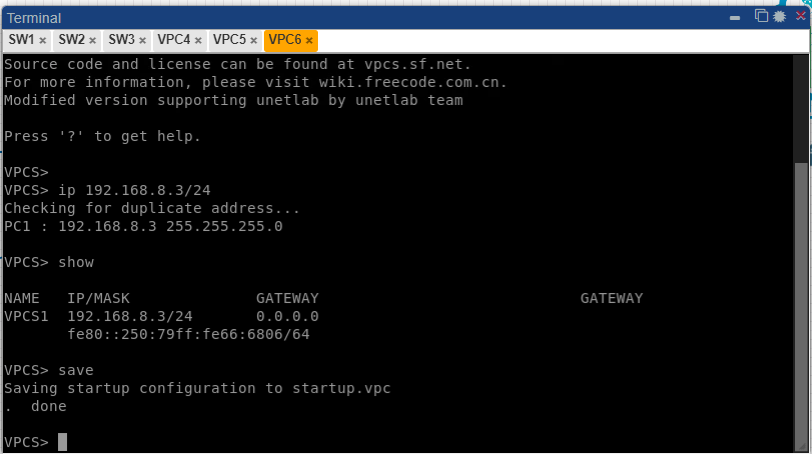 Terminal
SW1 × SW2 × SW3 × VPC4 × VPC5 × VPC6 ×
Source code and license can be found at vpcs.sf.net.
For more information, please visit wiki.freecode.com.cn.
Modified version supporting unetlab by unetlab team
Press '?' to get help.
VPCS>
VPCS> ip 192.168.8.3/24
Checking for duplicate address...
PC1 : 192.168.8.3 255.255.255.0
VPCS> show
NAME   IP/MASK              GATEWAY                             GATEWAY
VPCS1  192.168.8.3/24       0.0.0.0
       fe80::250:79ff:fe66:6806/64
VPCS> save
Saving startup configuration to startup.vpc
.  done
VPCS>